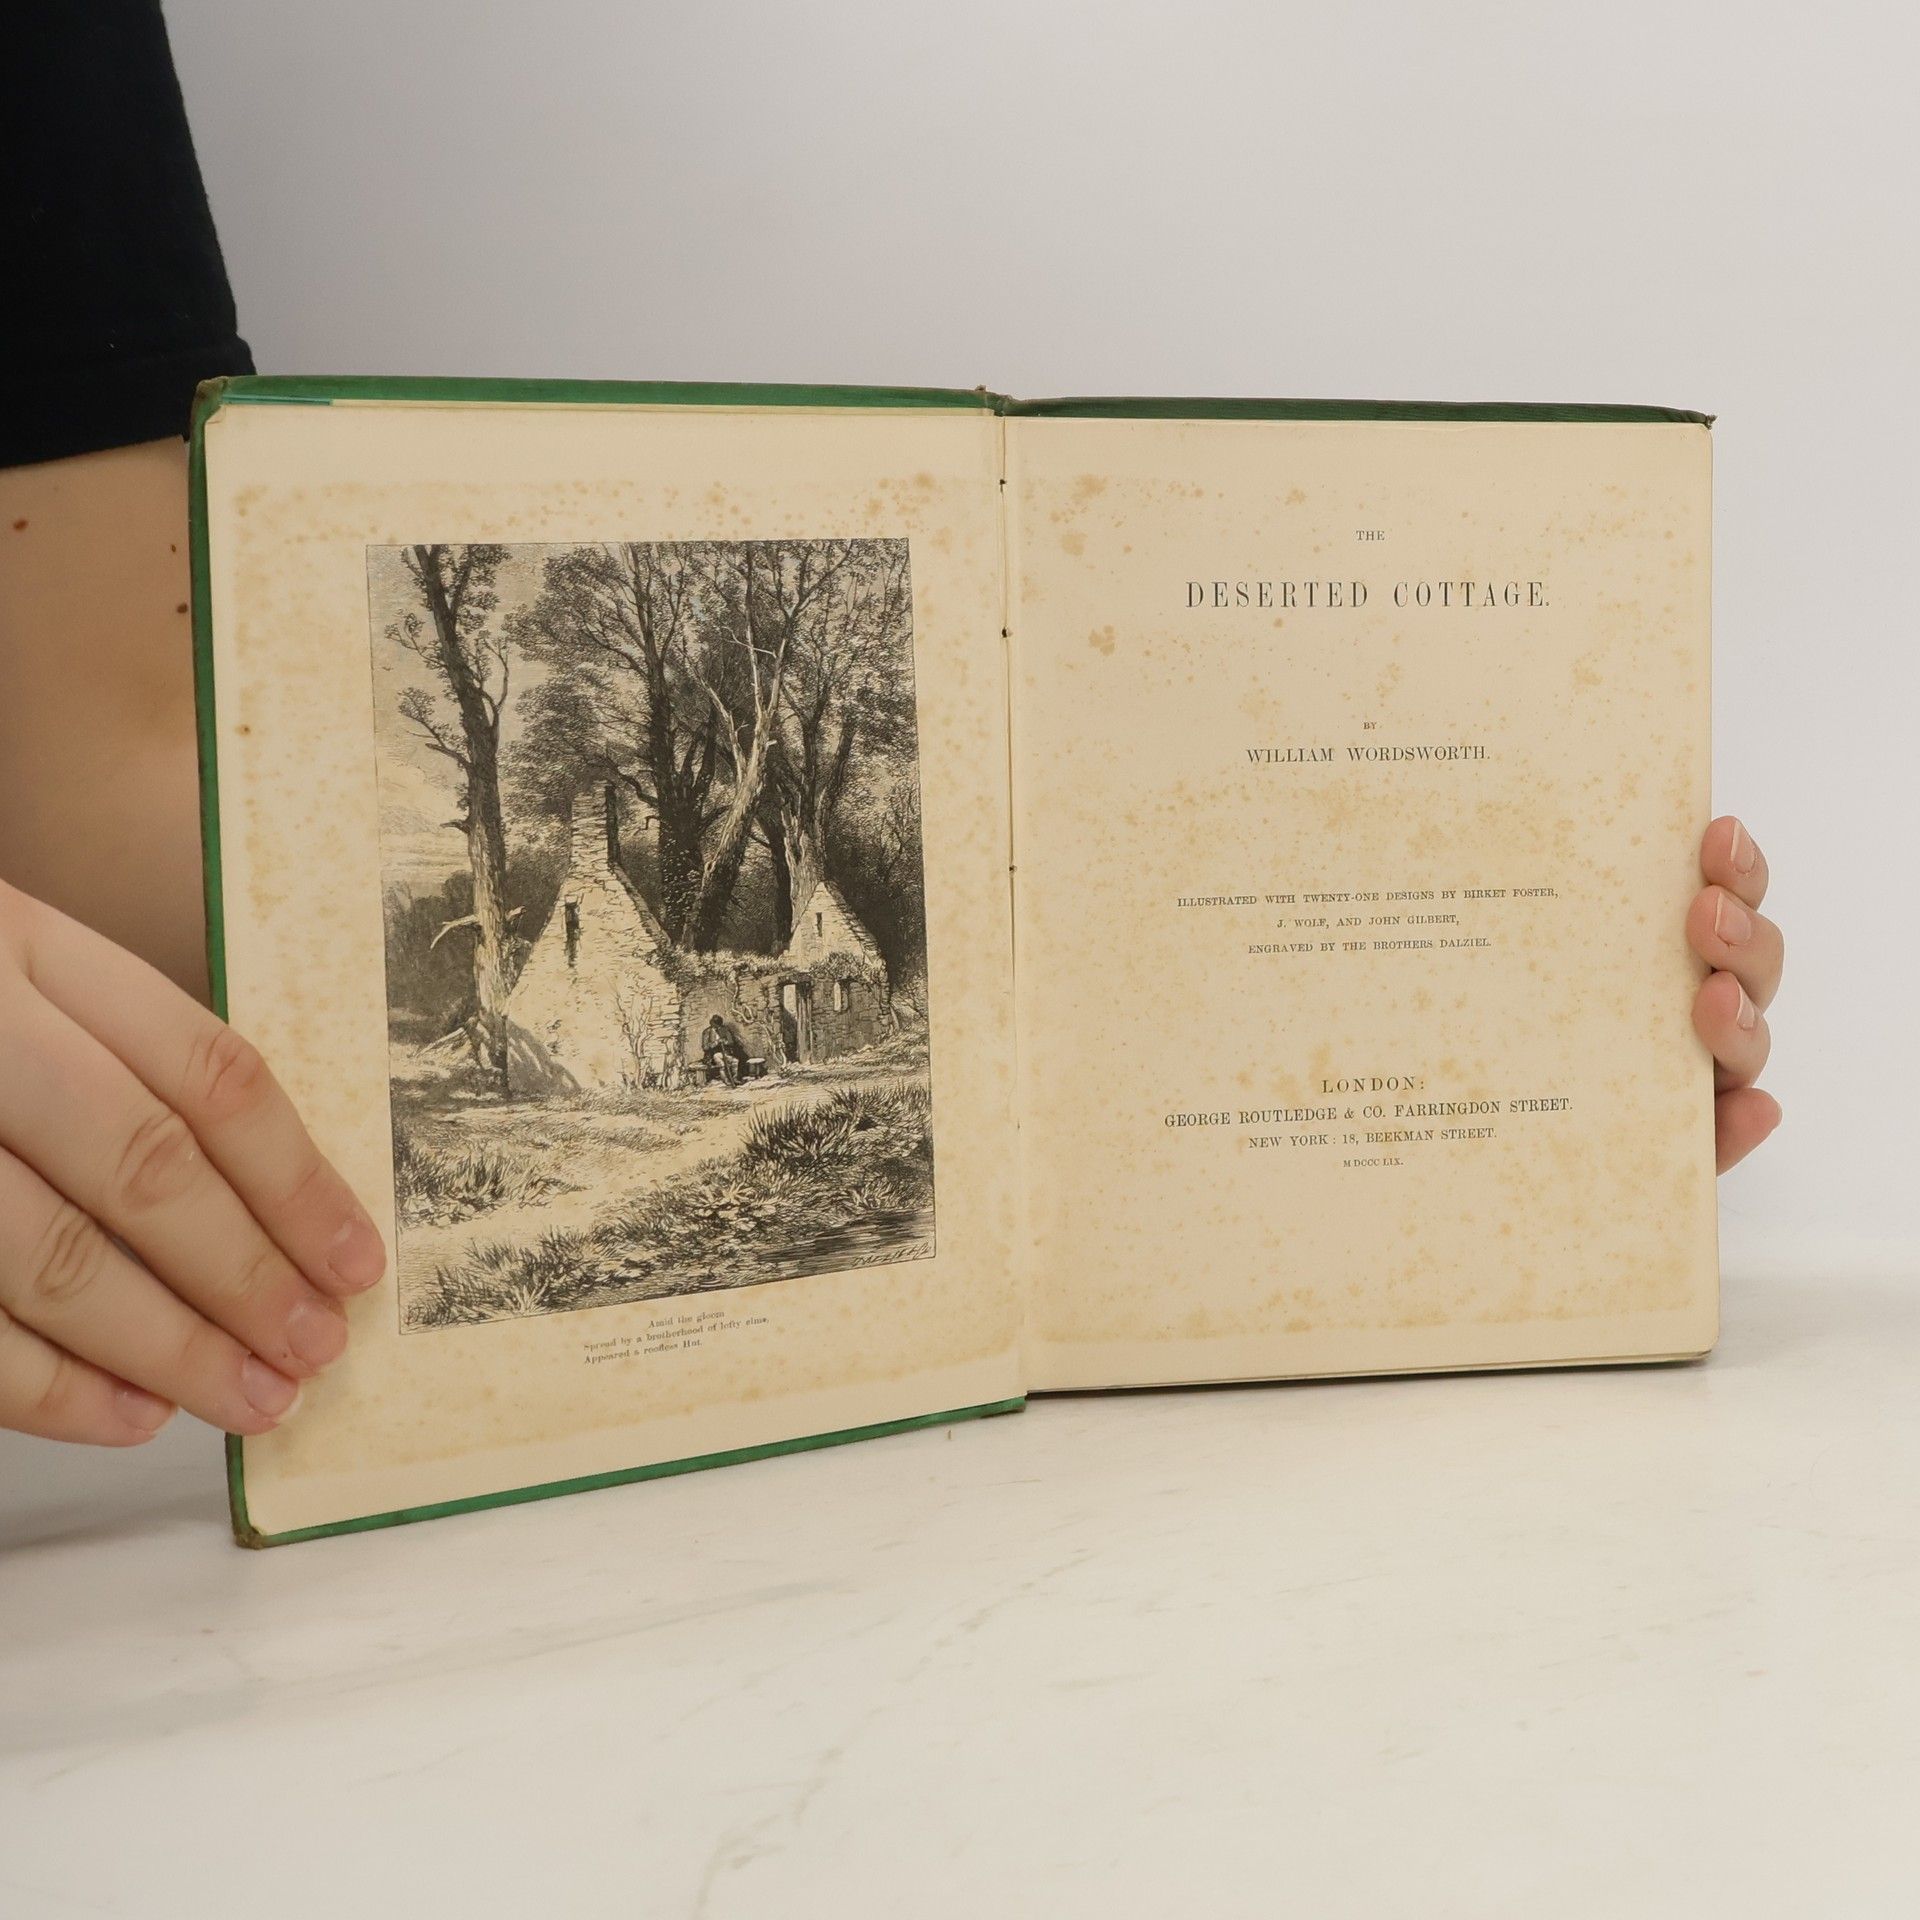 DALZIEL Sc
Amid the gloom
Spread by a brotherhood of lofty elms,
Appeared a roofless Hut.
THE
DESERTED COTTAGE.
BY
WILLIAM WORDSWORTH.
ILLUSTRATED WITH TWENTY-ONE DESIGNS BY BIRKET FOSTER,
J. WOLF, AND JOHN GILBERT,
ENGRAVED BY THE BROTHERS DALZIEL.
LONDON:
GEORGE ROUTLEDGE & CO. FARRINGDON STREET.
NEW YORK: 18, BEEKMAN STREET.
M DCCC LIX.